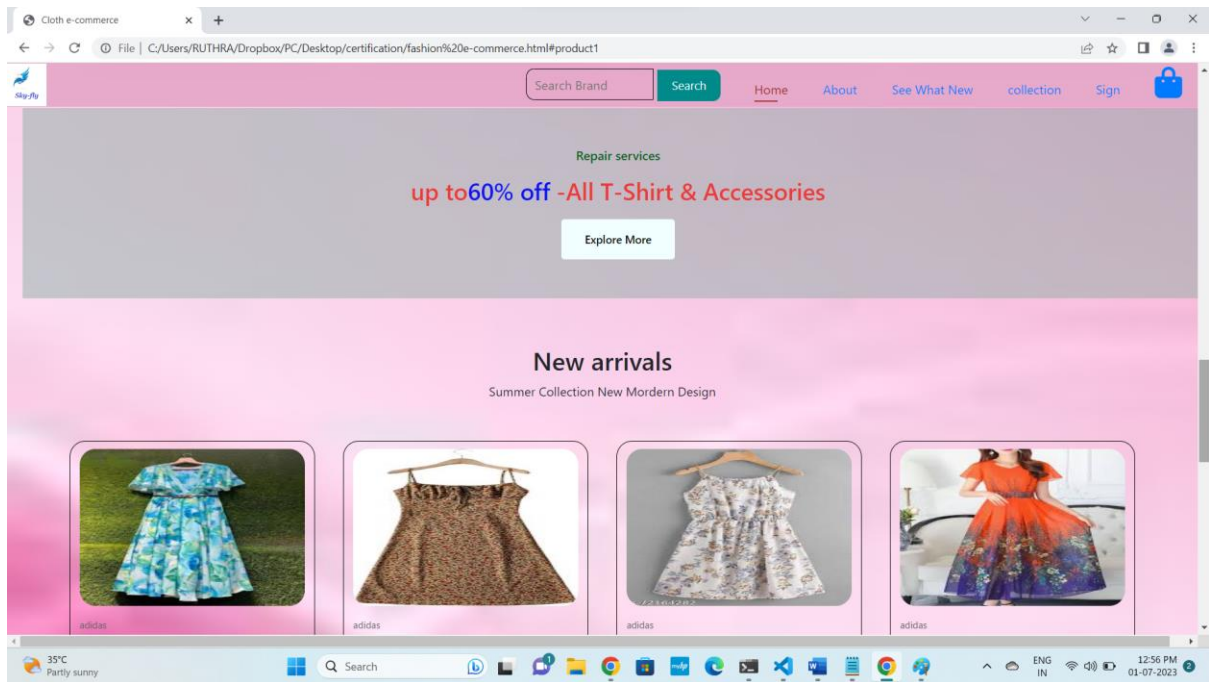 Cloth e-commerce
File | C:/Users/RUTHRA/Dropbox/PC/Desktop/certification/fashion%20e-commerce.html#product1
Sky-fly
Search Brand
Search
Home
About
See What New
collection
Sign
Repair services
up to60% off -All T-Shirt & Accessories
Explore More
New arrivals
Summer Collection New Mordern Design
adidas
adidas
adidas
adidas
35°C
Partly sunny
Search
ENG
IN
12:56 PM
01-07-2023
2